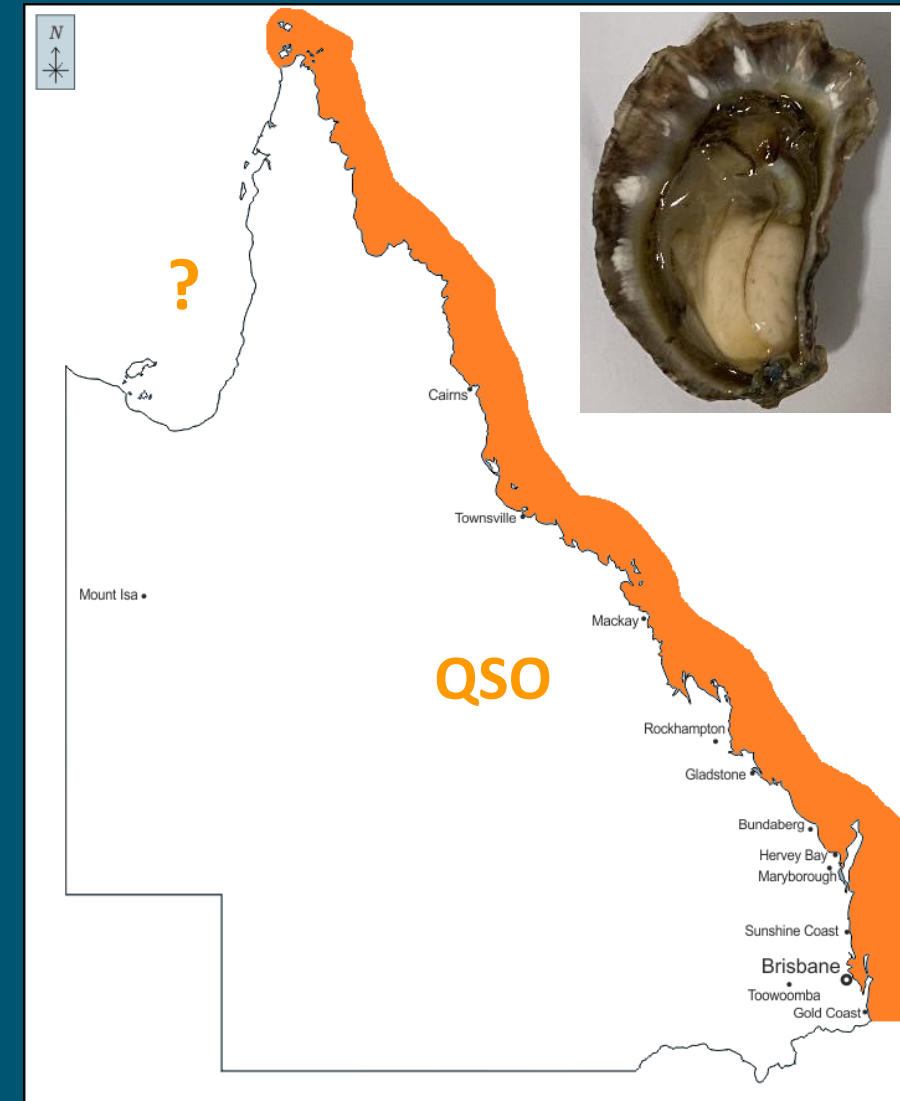 N
?
Cairns
Townsville
Mount Isa
Mackay
QSO
Rockhampton
Gladstone
Bundaberg
Hervey Bay
Maryborough
Sunshine Coast
Brisbane
Toowoomba
Gold Coast